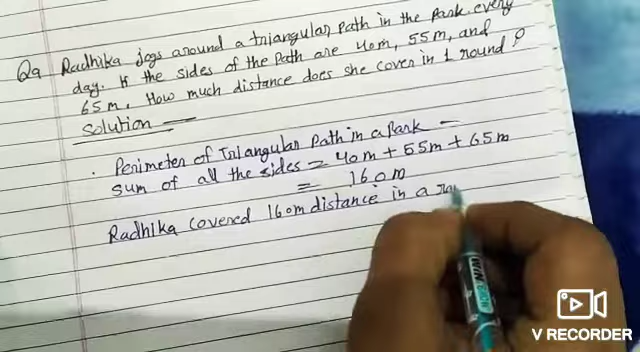 Q9 Radhika jogs around a triangular path in the park every
day. If the sides of the path are 40m, 55m, and
65m. How much distance does she cover in 1 round?
Solution —
Perimeter of Triangular path in a Park —
sum of all the sides = 40m + 55m + 65m
= 160m
Radhika covered 160m distance in a
WIN
V RECORDER